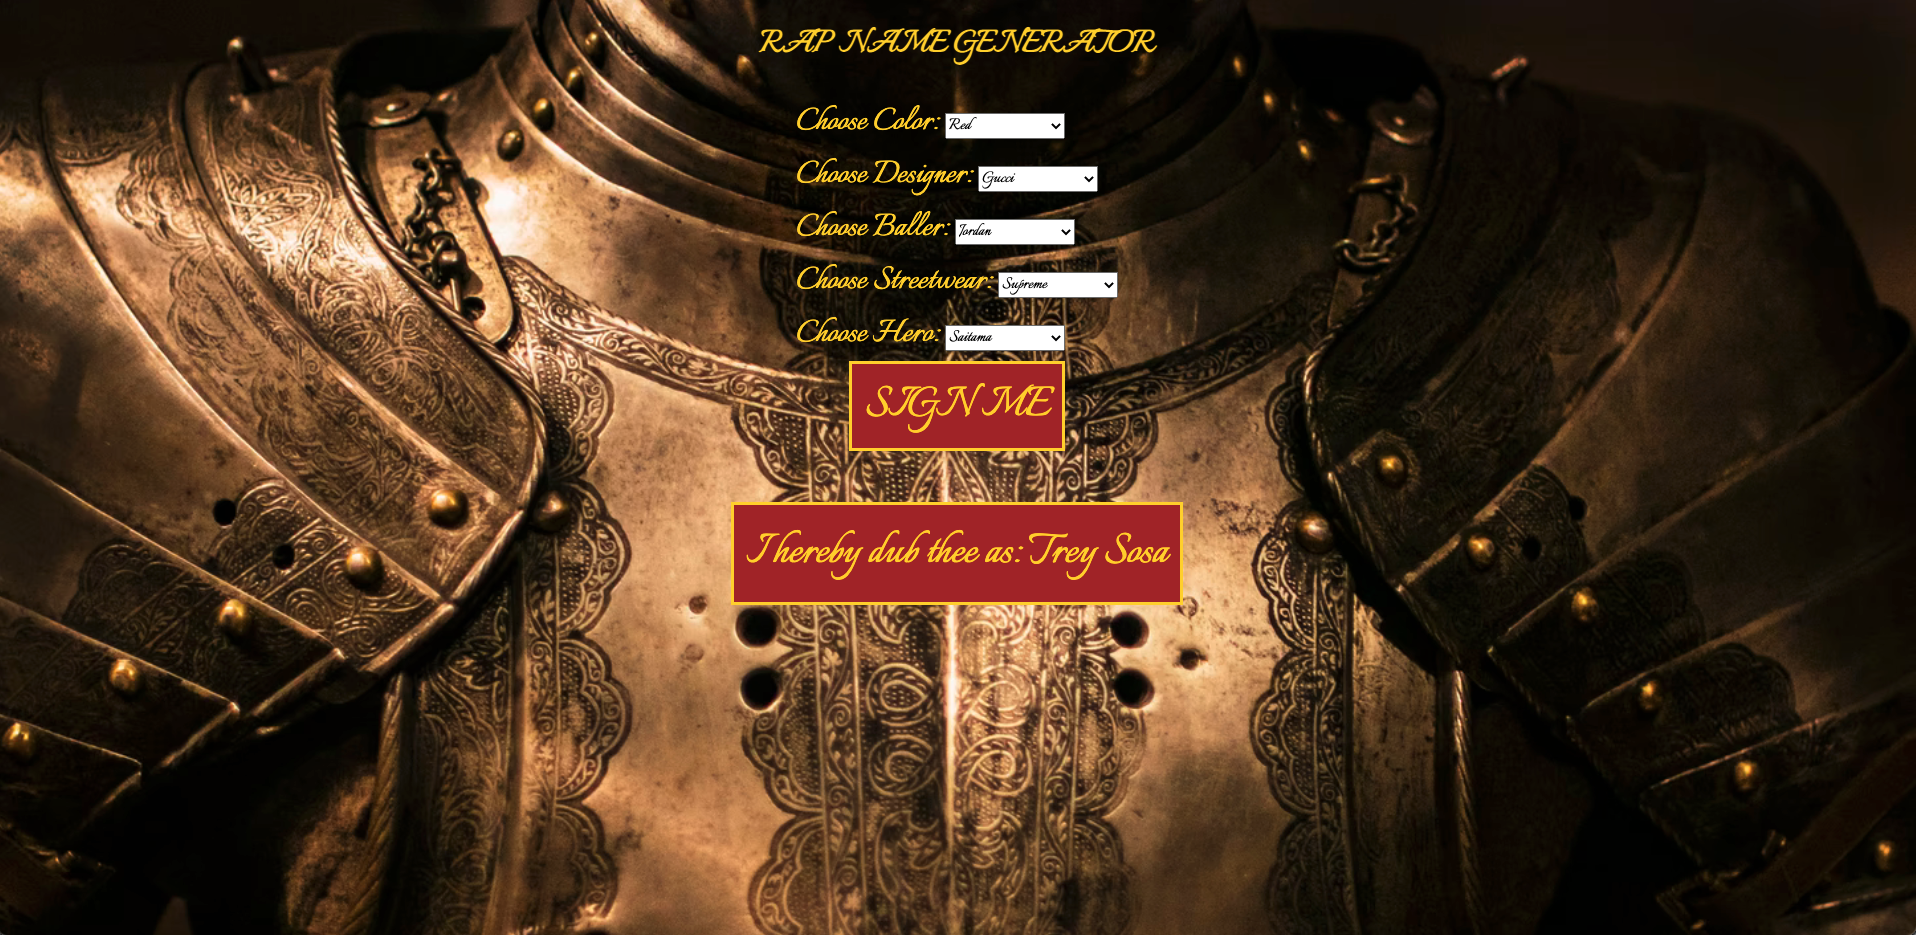 RAP NAME GENERATOR
Choose Color: Red
Choose Designer: Gucci
Choose Baller: Jordan
Choose Streetwear: Supreme
Choose Hero: Saitama
SIGN ME
I hereby dub thee as: Trey Sosa